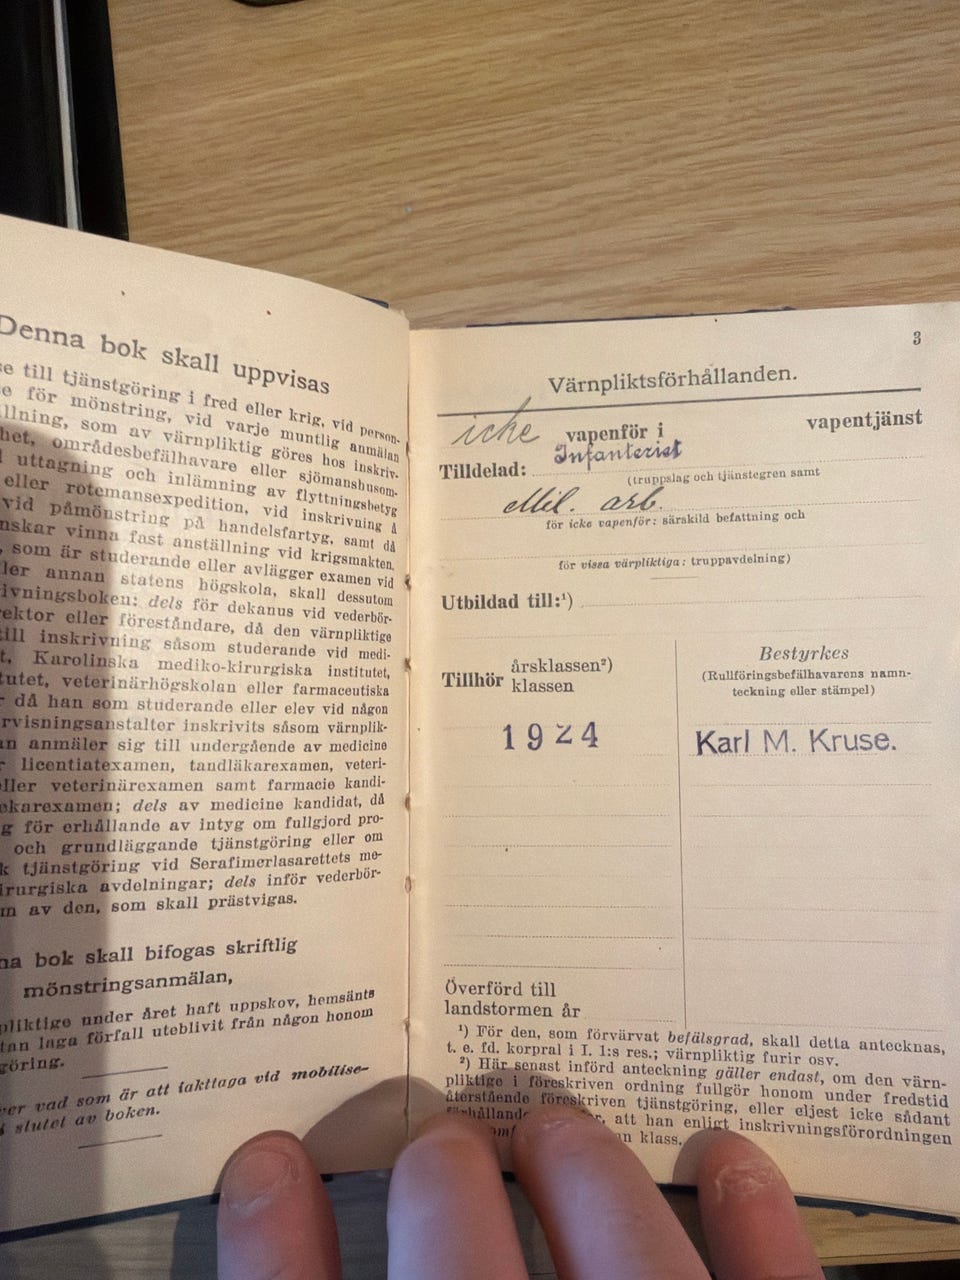 Denna bok skall uppvisas
till tjänstgöring i fred eller krig, vid person-
för mönstring, vid varje muntlig anmälan
som av värnpliktig göres hos inskriv-
områdesbefälhavare eller sjömanshusom-
uttagning och inlämning av flyttningsbetyg
eller rotemansexpedition, vid inskrivning å
vid påmönstring på handelsfartyg, samt då
vinna fast anställning vid krigsmakten,
som är studerande eller avlägger examen vid
annan statens högskola, skall dessutom
dels för dekanus vid vederbör-
eller föreståndare, då den värnpliktige
till inskrivning såsom studerande vid medi-
Karolinska mediko-kirurgiska institutet,
veterinärhögskolan eller farmaceutiska
då han som studerande eller elev vid någon
inskrivits såsom värnplik-
anmäler sig till undergående av medicine
licentiatexamen, tandläkarexamen, veteri-
veterinärexamen samt farmacie kandi-
dels av medicine kandidat, då
för erhållande av intyg om fullgjord pro-
och grundläggande tjänstgöring eller om
tjänstgöring vid Serafimerlasarettets me-
avdelningar; dels inför vederbör-
av den, som skall prästvigas.
bok skall bifogas skriftlig
mönstringsanmälan,
under året haft uppskov, hemsänts
laga förfall uteblivit från någon honom
vad som är att iakttaga vid mobilise-
slutet av boken.
3
Värnpliktsförhållanden.
icke vapenför i vapentjänst
Infanteriet
Tilldelad:
(truppslag och tjänstegren samt
Mil. arb.
för icke vapenför: särskild befattning och
för vissa värpliktiga: truppavdelning)
Utbildad till:¹)
Tillhör årsklassen²)
klassen
1924
Bestyrkes
(Rullföringsbefälhavarens namn-
teckning eller stämpel)
Karl M. Kruse.
Överförd till
landstormen år
¹) För den, som förvärvat befälsgrad, skall detta antecknas,
t. e. fd. korpral i I. 1:s res.; värnpliktig furir osv.
²) Här senast införd anteckning gäller endast, om den värn-
pliktige i föreskriven ordning fullgör honom under fredstid
återstående föreskriven tjänstgöring, eller eljest icke sådant
att han enligt inskrivningsförordningen
klass.